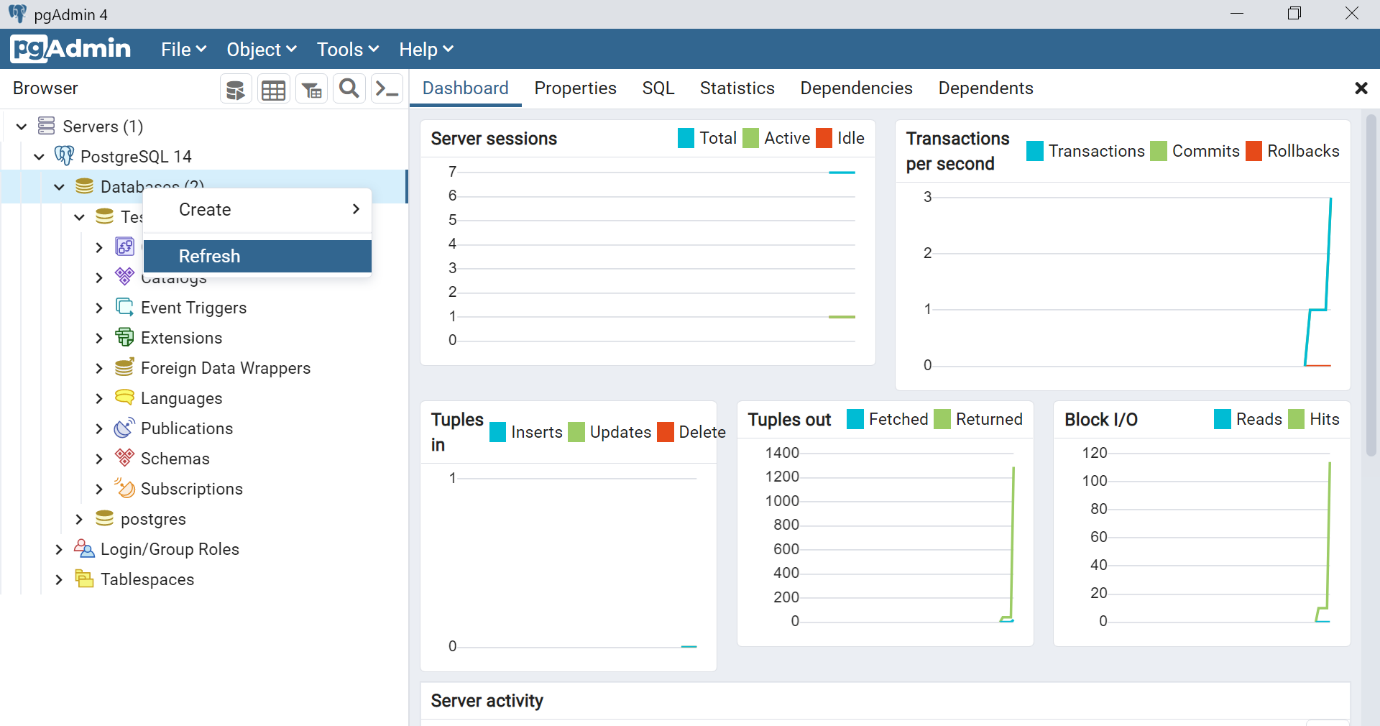 pgAdmin 4
pgAdmin File Object Tools Help
Browser
Dashboard Properties SQL Statistics Dependencies Dependents
Servers (1)
PostgreSQL 14
Databases (2)
Create
Refresh
Catalogs
Event Triggers
Extensions
Foreign Data Wrappers
Languages
Publications
Schemas
Subscriptions
postgres
Login/Group Roles
Tablespaces
Server sessions
Total Active Idle
7
6
5
4
3
2
1
0
Transactions
per second
Transactions Commits Rollbacks
3
2
1
0
Tuples
in
Inserts Updates Delete
1
0
Tuples out
Fetched Returned
1400
1200
1000
800
600
400
200
0
Block I/O
Reads Hits
120
100
80
60
40
20
0
Server activity